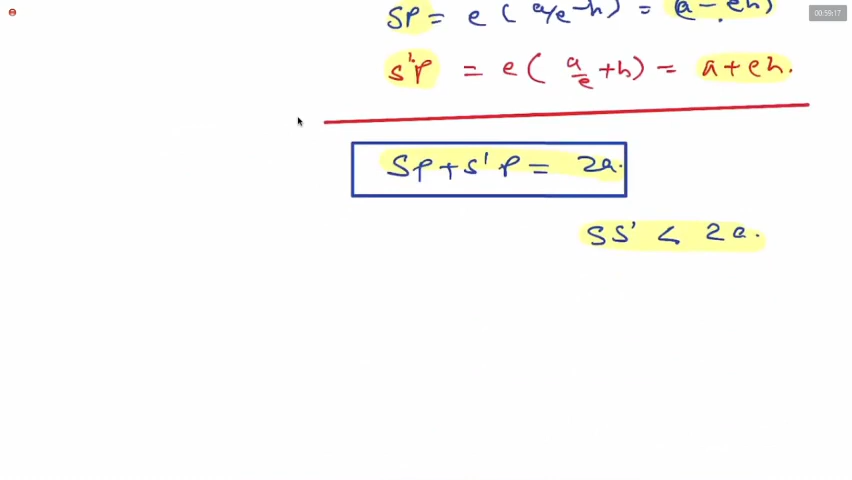 00:59:17
SP = e ( a/e - h ) = (a - eh)
S'P = e ( a/e + h ) = a + eh.
SP + S'P = 2a.
SS' < 2a.